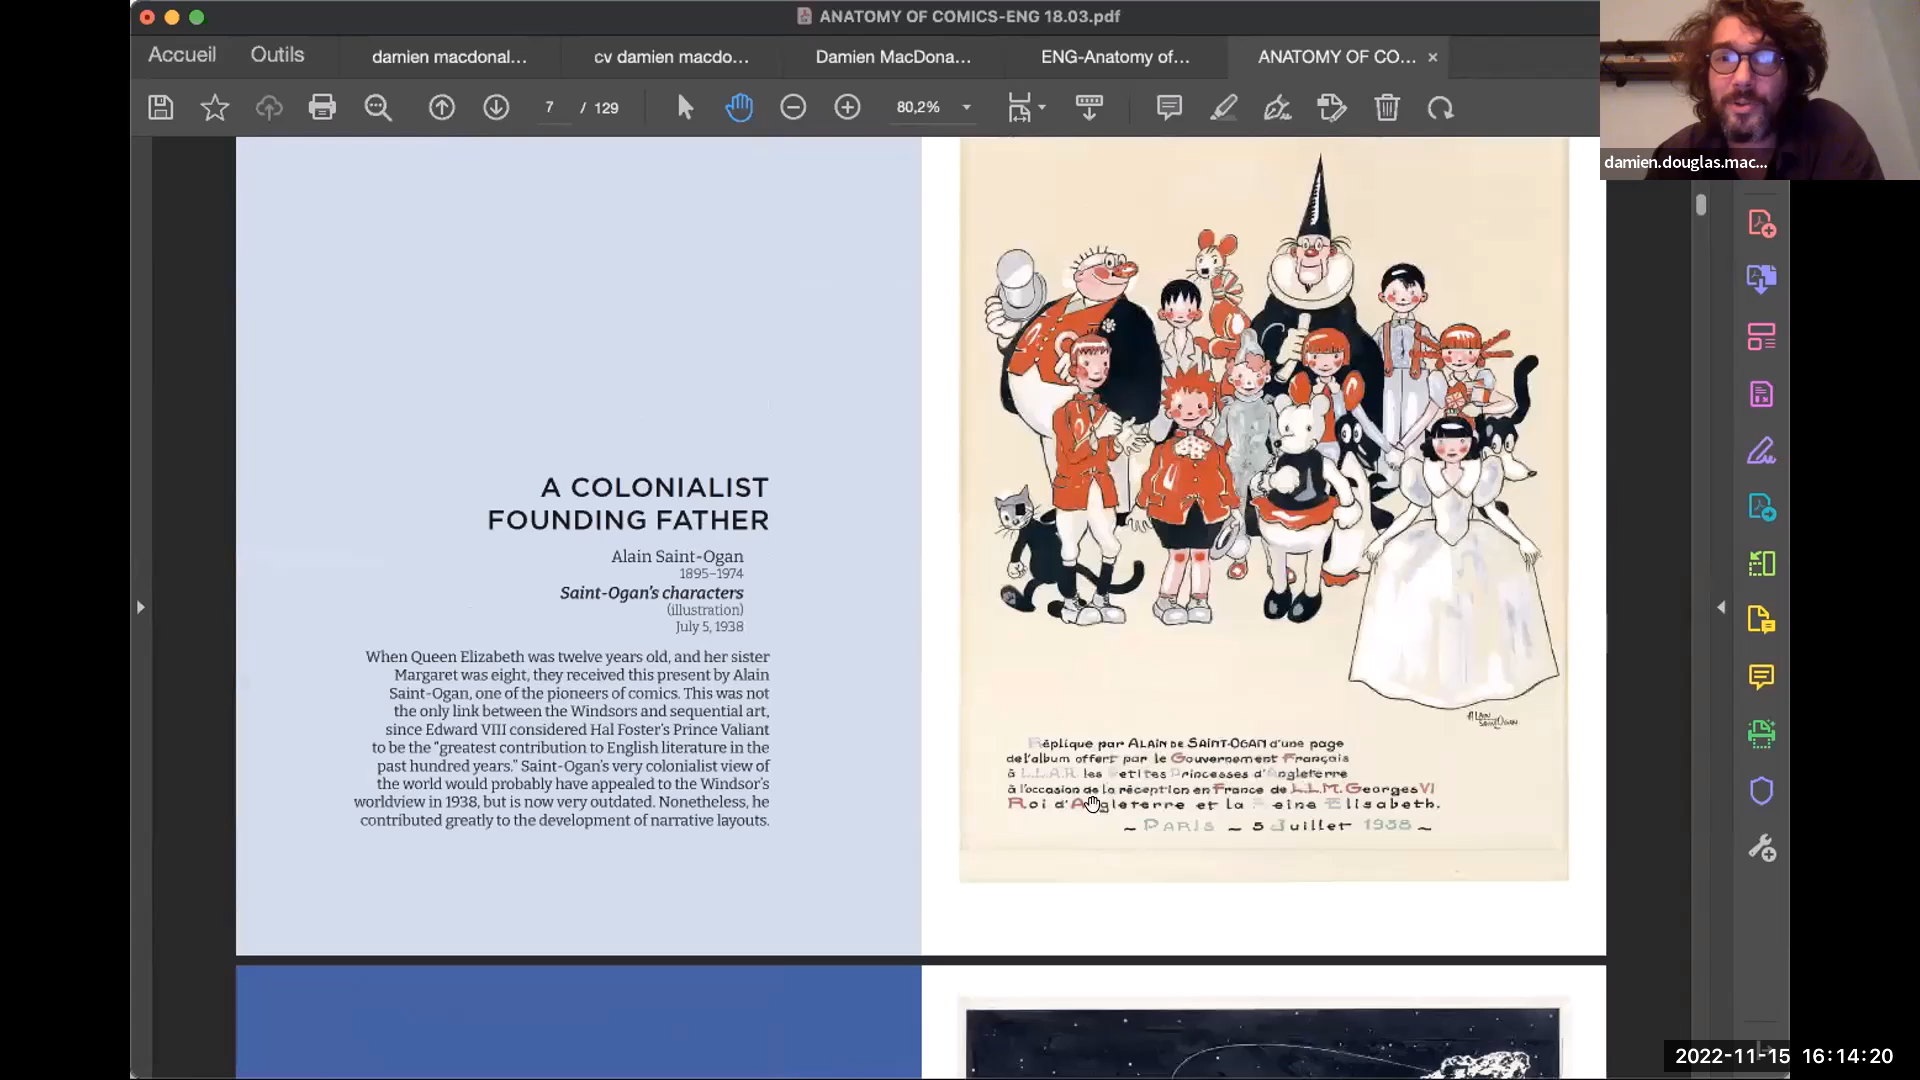 ANATOMY OF COMICS-ENG 18.03.pdf
Accueil
Outils
damien macdonal...
cv damien macdo...
Damien MacDona...
ENG-Anatomy of...
ANATOMY OF CO... ×
7 / 129
80,2%
damien.douglas.mac...
A COLONIALIST
FOUNDING FATHER
Alain Saint-Ogan
1895–1974
Saint-Ogan's characters
(illustration)
July 5, 1938
When Queen Elizabeth was twelve years old, and her sister
Margaret was eight, they received this present by Alain
Saint-Ogan, one of the pioneers of comics. This was not
the only link between the Windsors and sequential art,
since Edward VIII considered Hal Foster's Prince Valiant
to be the "greatest contribution to English literature in the
past hundred years." Saint-Ogan's very colonialist view of
the world would probably have appealed to the Windsor's
worldview in 1938, but is now very outdated. Nonetheless, he
contributed greatly to the development of narrative layouts.
ALAIN
SAINT-OGAN
Réplique par ALAIN DE SAINT-OGAN d'une page
de l'album offert par le Gouvernement Français
à L.L.A.R. les Petites Princesses d'Angleterre
à l'occasion de la réception en France de L.L.M. Georges VI
Roi d'Angleterre et la Reine Elisabeth.
~ PARIS ~ 5 Juillet 1938 ~
2022-11-15 16:14:20